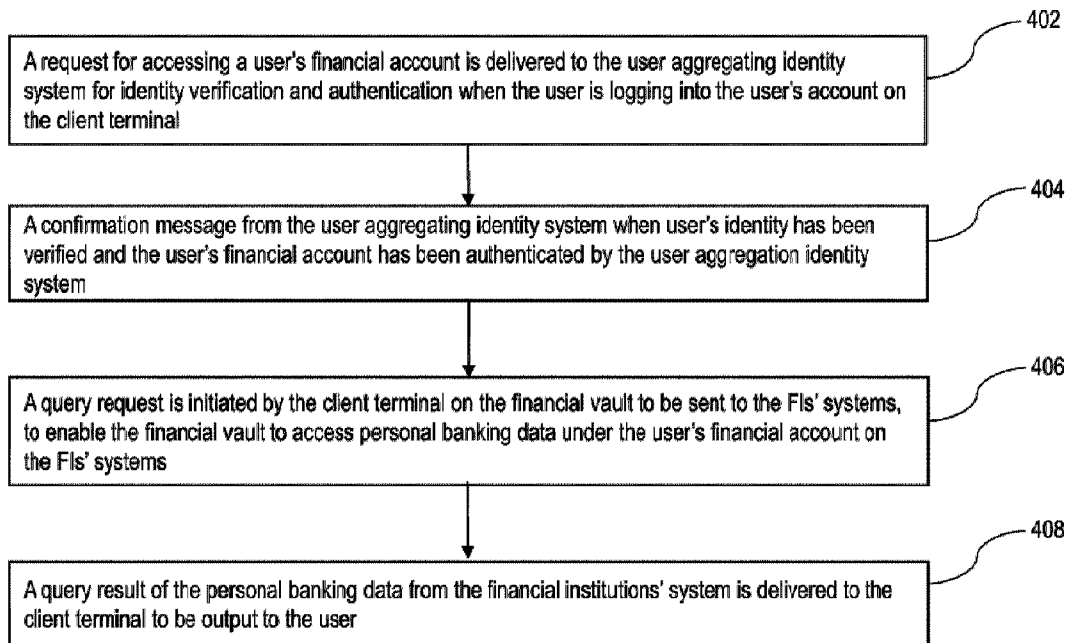 402
A request for accessing a user's financial account is delivered to the user aggregating identity
system for identity verification and authentication when the user is logging into the user's account on
the client terminal
404
A confirmation message from the user aggregating identity system when user's identity has been
verified and the user's financial account has been authenticated by the user aggregation identity
system
406
A query request is initiated by the client terminal on the financial vault to be sent to the FIs' systems,
to enable the financial vault to access personal banking data under the user's financial account on
the FIs' systems
408
A query result of the personal banking data from the financial institutions' system is delivered to the
client terminal to be output to the user